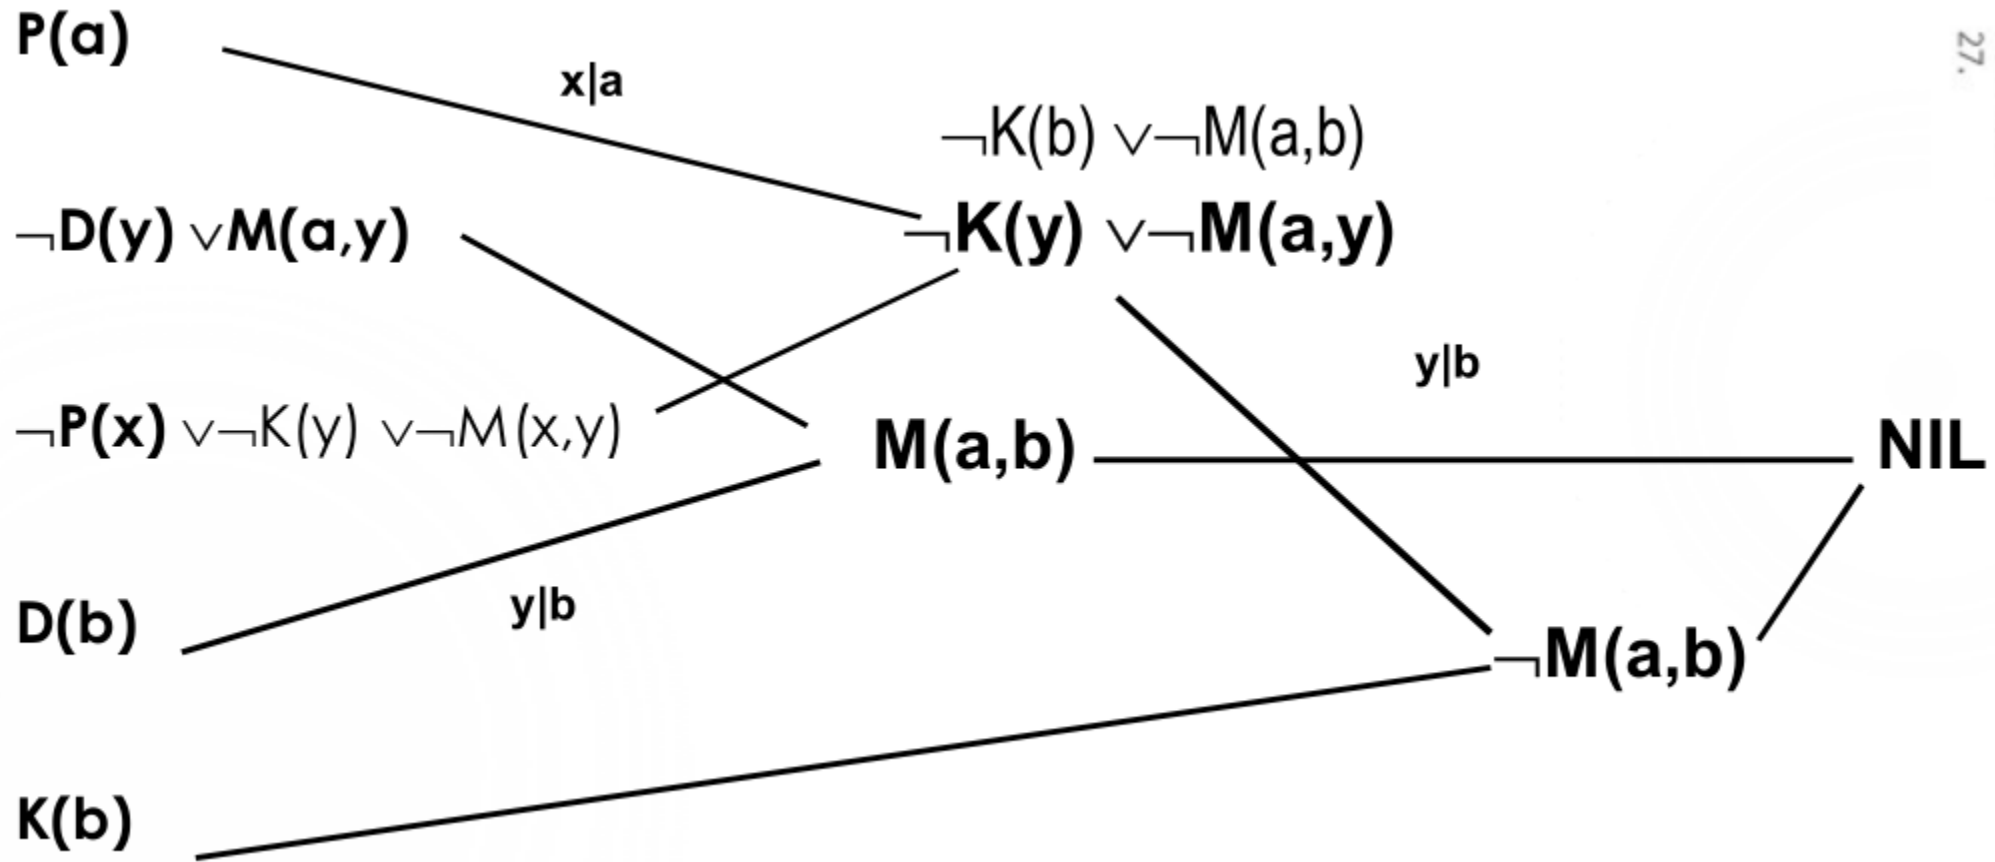 P(a)
x|a
27.
¬K(b) ∨¬M(a,b)
¬D(y) ∨M(a,y)
¬K(y) ∨¬M(a,y)
y|b
¬P(x) ∨¬K(y) ∨¬M(x,y)
M(a,b)
NIL
D(b)
y|b
¬M(a,b)
K(b)